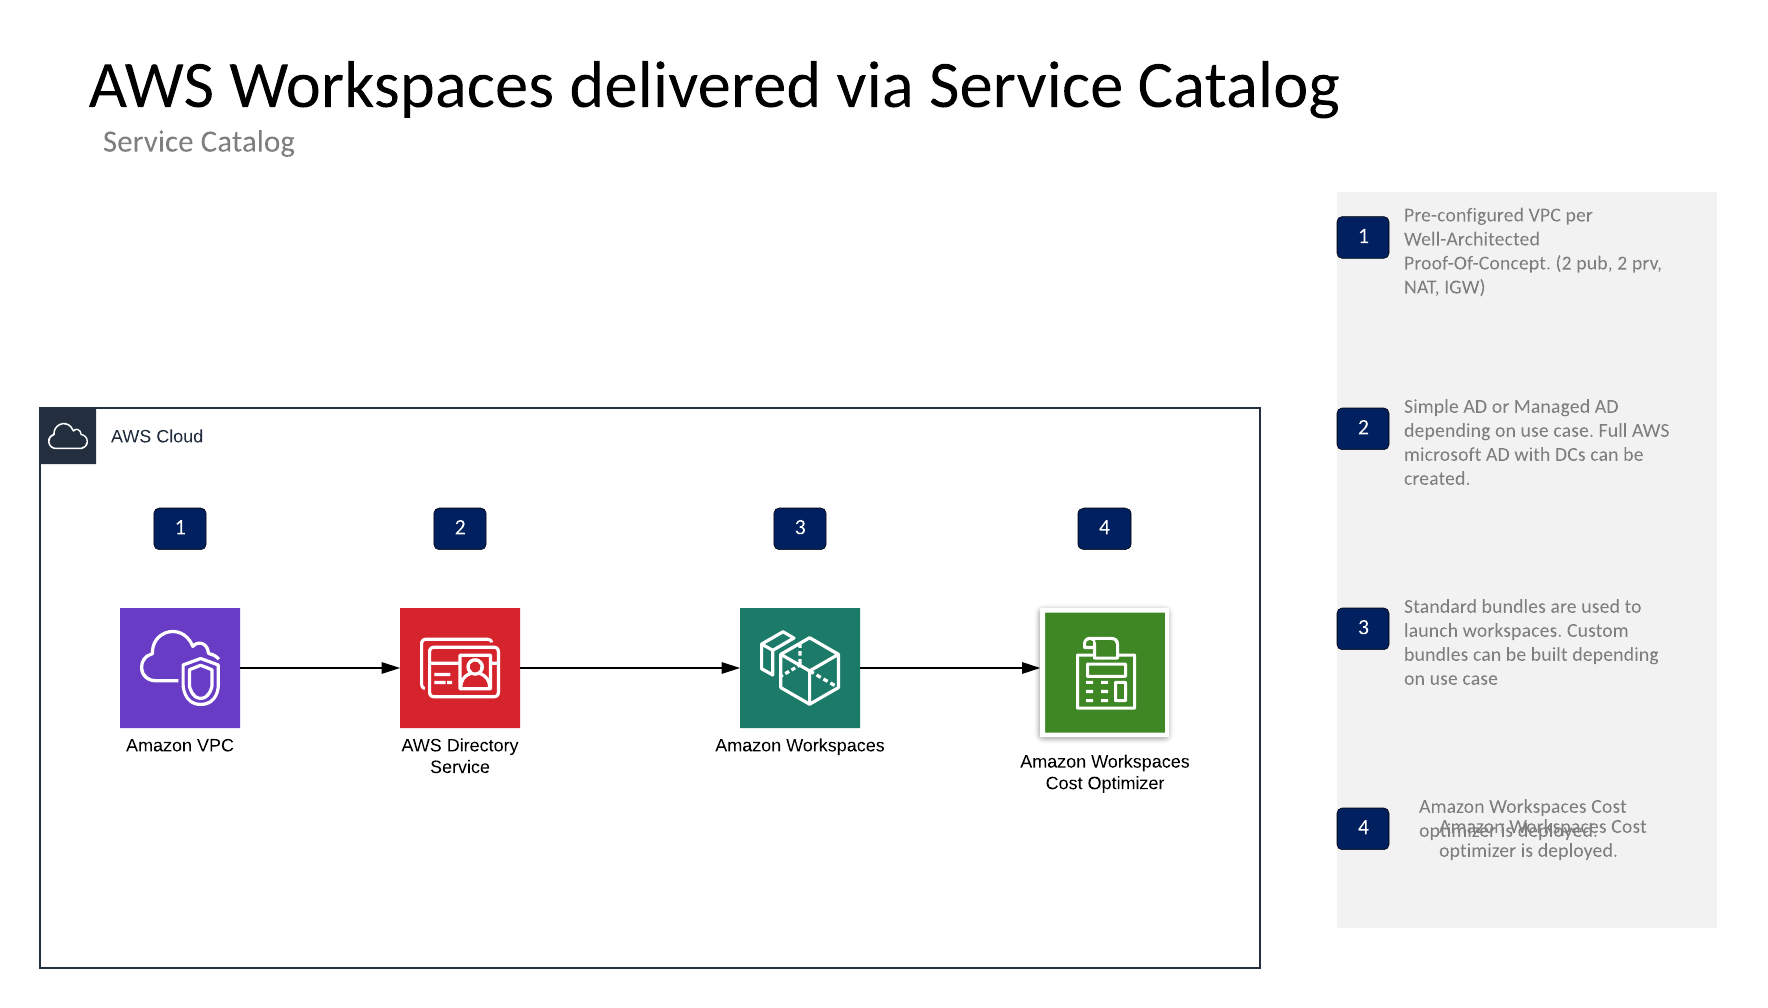 AWS Workspaces delivered via Service Catalog
Service Catalog
1
Pre-configured VPC per
Well-Architected
Proof-Of-Concept. (2 pub, 2 prv,
NAT, IGW)
2
Simple AD or Managed AD
depending on use case. Full AWS
microsoft AD with DCs can be
created.
3
Standard bundles are used to
launch workspaces. Custom
bundles can be built depending
on use case
4
Amazon Workspaces Cost
optimizer is deployed.
Amazon Workspaces Cost
optimizer is deployed.
AWS Cloud
1
2
3
4
Amazon VPC
AWS Directory
Service
Amazon Workspaces
Amazon Workspaces
Cost Optimizer